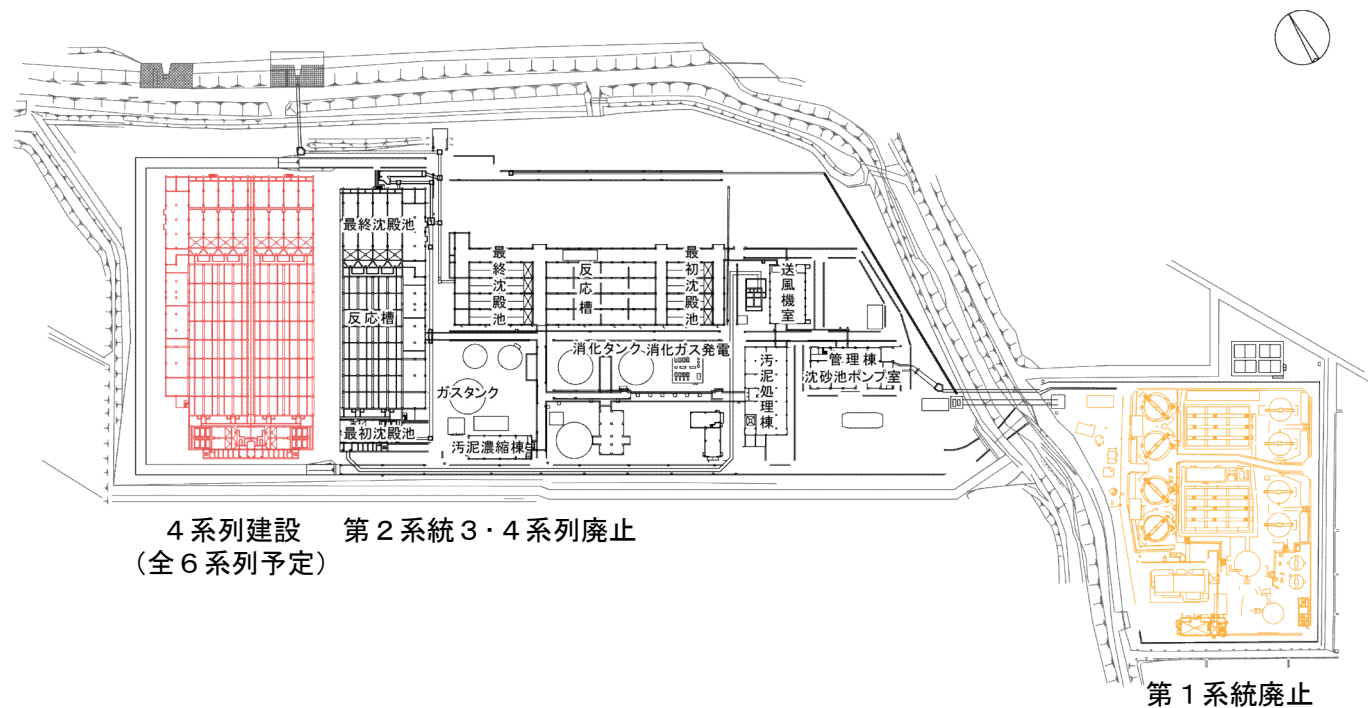 最終沈殿池
反応槽
最初沈殿池
最終沈殿池
反応槽
最初沈殿池
送風機室
消化タンク
消化ガス発電
ガスタンク
汚泥濃縮棟
汚泥処理棟
管理棟
沈砂池ポンプ室
4系列建設
(全6系列予定)
第2系統3・4系列廃止
第1系統廃止